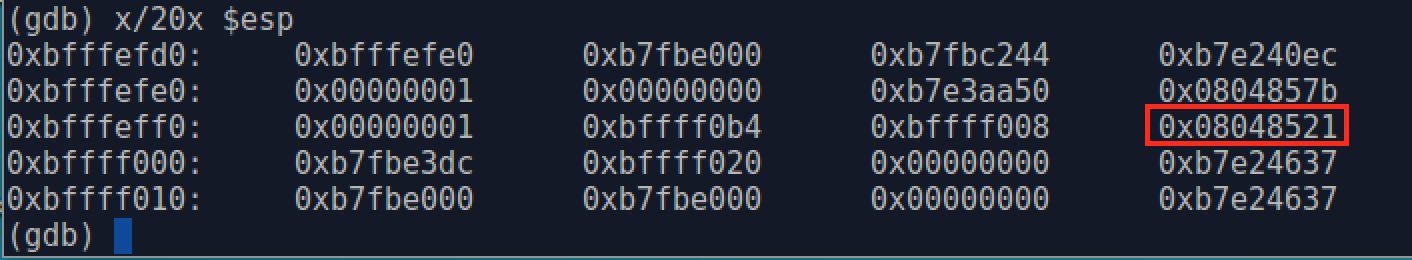 (gdb) x/20x $esp
0xbfffefd0: 0xbfffefe0 0xb7fbe000 0xb7fbc244 0xb7e240ec
0xbfffefe0: 0x00000001 0x00000000 0xb7e3aa50 0x0804857b
0xbfffeff0: 0x00000001 0xbffff0b4 0xbffff008 0x08048521
0xbffff000: 0xb7fbe3dc 0xbffff020 0x00000000 0xb7e24637
0xbffff010: 0xb7fbe000 0xb7fbe000 0x00000000 0xb7e24637
(gdb)